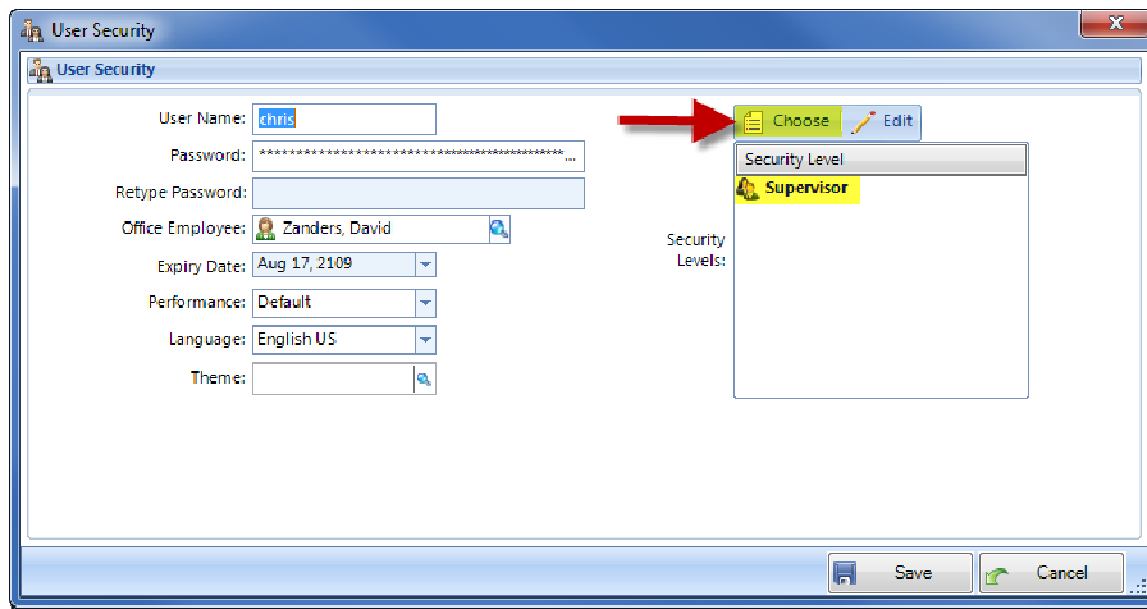 User Security
User Security
User Name: chris
Password: ******************************************...
Retype Password:
Office Employee: Zanders, David
Expiry Date: Aug 17, 2109
Performance: Default
Language: English US
Theme:
Choose Edit
Security Level
Supervisor
Security
Levels:
Save Cancel